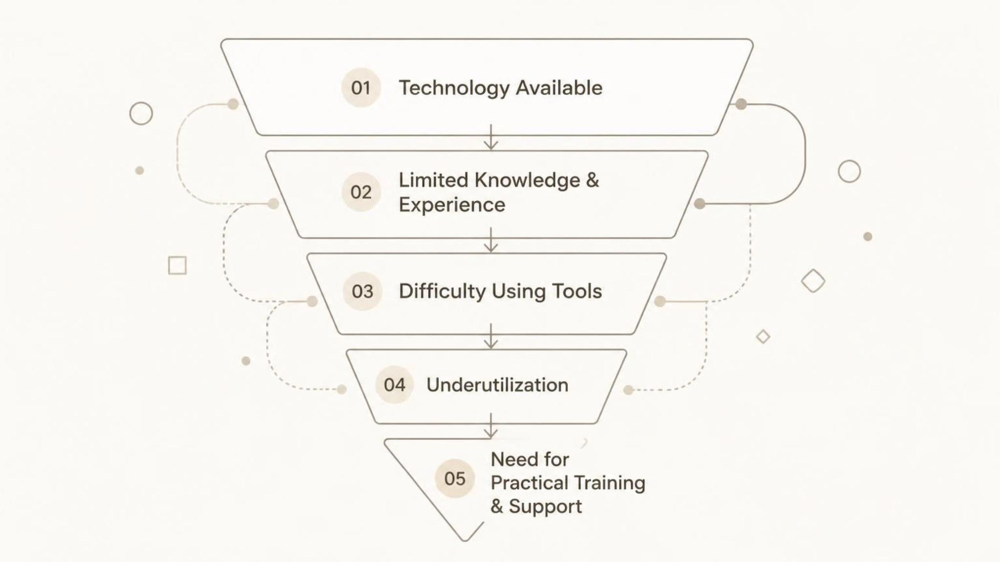 01
Technology Available
02
Limited Knowledge &
Experience
03
Difficulty Using Tools
04
Underutilization
05
Need for
Practical Training
& Support